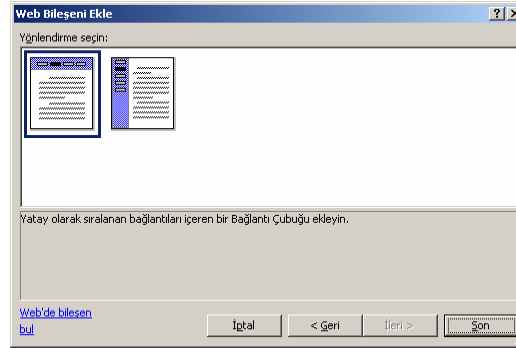 Web Bileşeni Ekle
Yönlendirme seçin:
Yatay olarak sıralanan bağlantıları içeren bir Bağlantı Çubuğu ekleyin.
Web'de bileşen
bul
İptal
< Geri
İleri >
Son